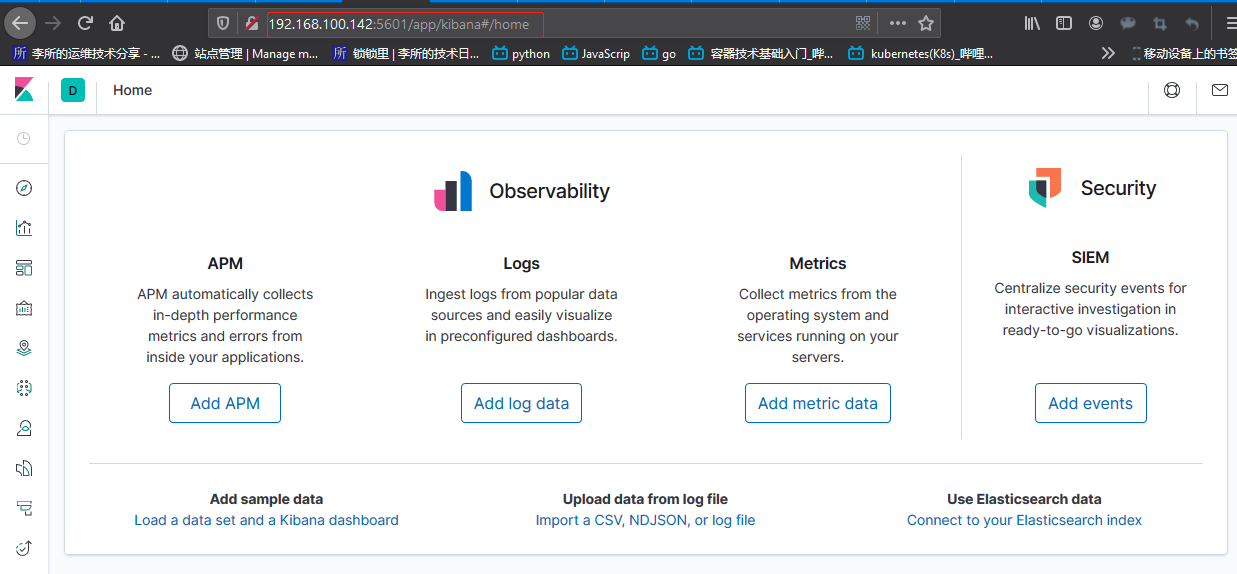 192.168.100.142:5601/app/kibana#/home
所 李所的运维技术分享 - ...
站点管理 | Manage m...
所 锁锁里 | 李所的技术日...
python
JavaScrip
go
容器技术基础入门_哔...
kubernetes(K8s)_哔哩...
移动设备上的书签
D
Home
Observability
Security
APM
APM automatically collects
in-depth performance
metrics and errors from
inside your applications.
Add APM
Logs
Ingest logs from popular data
sources and easily visualize
in preconfigured dashboards.
Add log data
Metrics
Collect metrics from the
operating system and
services running on your
servers.
Add metric data
SIEM
Centralize security events for
interactive investigation in
ready-to-go visualizations.
Add events
Add sample data
Load a data set and a Kibana dashboard
Upload data from log file
Import a CSV, NDJSON, or log file
Use Elasticsearch data
Connect to your Elasticsearch index